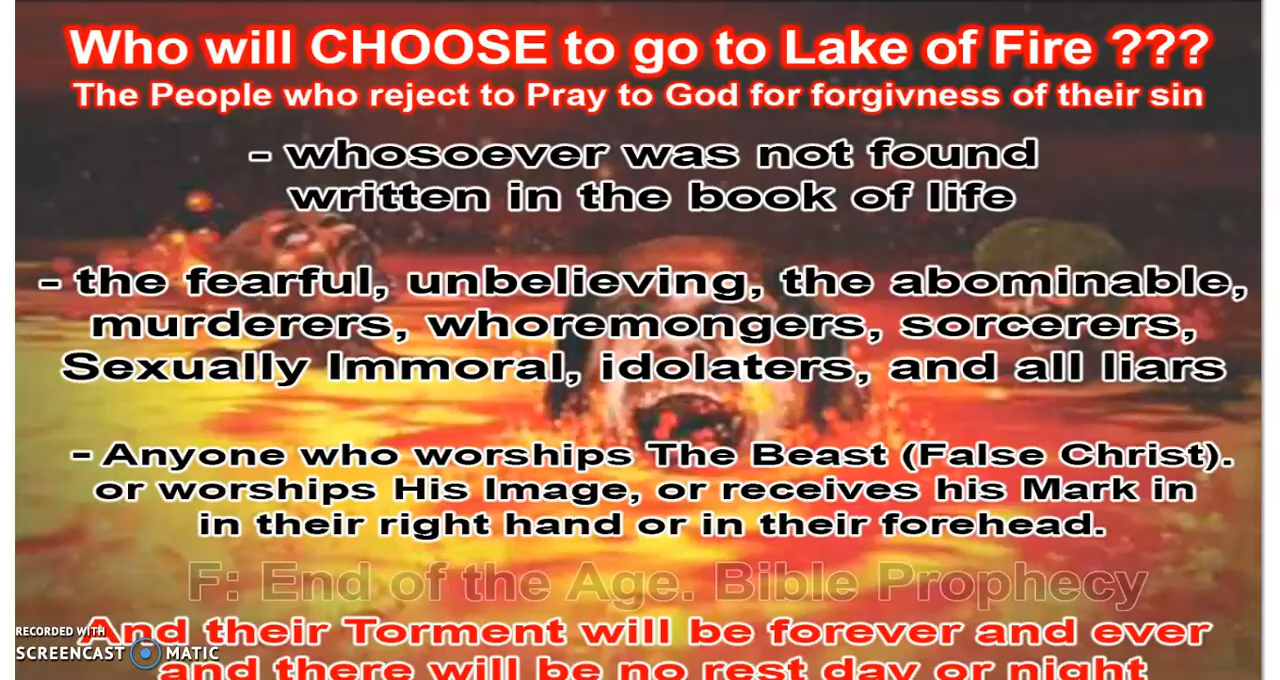 Who will CHOOSE to go to Lake of Fire ???
The People who reject to Pray to God for forgivness of their sin
- whosoever was not found
written in the book of life
- the fearful, unbelieving, the abominable,
murderers, whoremongers, sorcerers,
Sexually Immoral, idolaters, and all liars
- Anyone who worships The Beast (False Christ).
or worships His Image, or receives his Mark in
in their right hand or in their forehead.
F: End of the Age. Bible Prophecy
And their Torment will be forever and ever
and there will be no rest day or night
RECORDED WITH
SCREENCAST MATIC